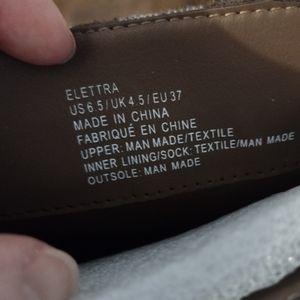 ELETTRA
US 6.5 / UK 4.5 / EU 37
MADE IN CHINA
FABRIQUÉ EN CHINE
UPPER: MAN MADE/TEXTILE
INNER LINING/SOCK: TEXTILE/MAN MADE
OUTSOLE: MAN MADE